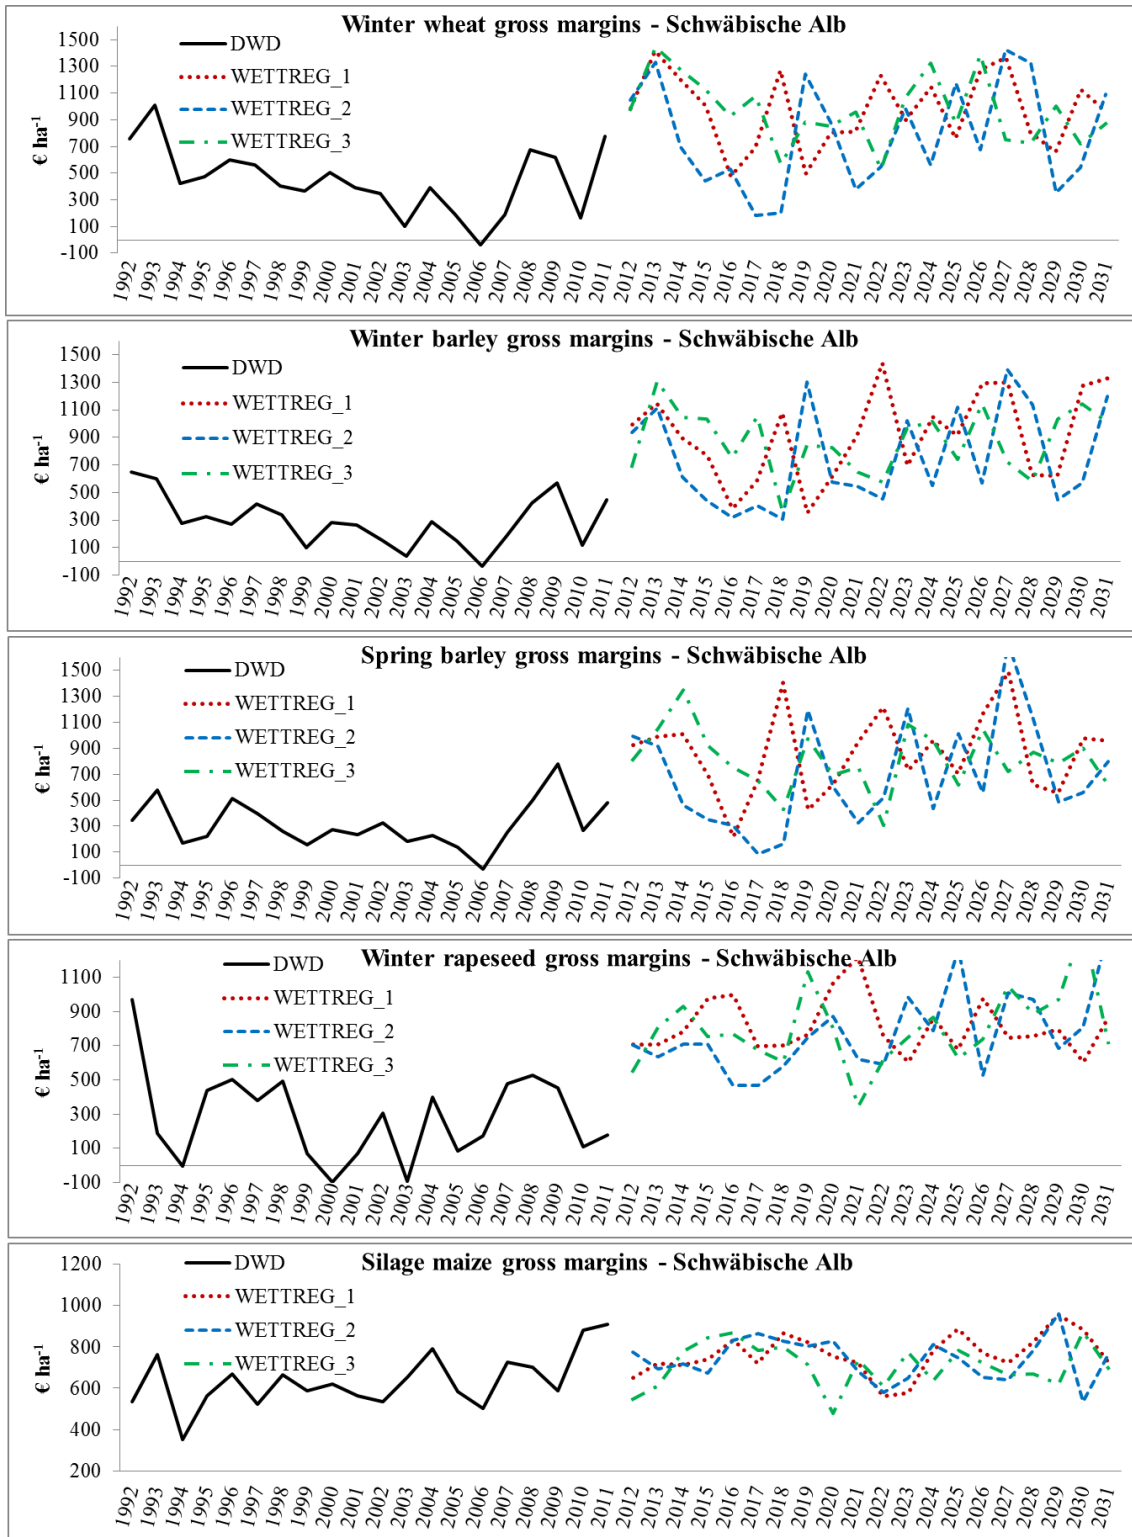 Winter wheat gross margins - Schwäbische Alb
1500
1300
1100
900
700
500
300
100
-100
€ ha-1
DWD
WETTREG_1
WETTREG_2
WETTREG_3
1992 1993 1994 1995 1996 1997 1998 1999 2000 2001 2002 2003 2004 2005 2006 2007 2008 2009 2010 2011 2012 2013 2014 2015 2016 2017 2018 2019 2020 2021 2022 2023 2024 2025 2026 2027 2028 2029 2030 2031
Winter barley gross margins - Schwäbische Alb
1500
1300
1100
900
700
500
300
100
-100
€ ha-1
DWD
WETTREG_1
WETTREG_2
WETTREG_3
1992 1993 1994 1995 1996 1997 1998 1999 2000 2001 2002 2003 2004 2005 2006 2007 2008 2009 2010 2011 2012 2013 2014 2015 2016 2017 2018 2019 2020 2021 2022 2023 2024 2025 2026 2027 2028 2029 2030 2031
Spring barley gross margins - Schwäbische Alb
1500
1300
1100
900
700
500
300
100
-100
€ ha-1
DWD
WETTREG_1
WETTREG_2
WETTREG_3
1992 1993 1994 1995 1996 1997 1998 1999 2000 2001 2002 2003 2004 2005 2006 2007 2008 2009 2010 2011 2012 2013 2014 2015 2016 2017 2018 2019 2020 2021 2022 2023 2024 2025 2026 2027 2028 2029 2030 2031
Winter rapeseed gross margins - Schwäbische Alb
1100
900
700
500
300
100
-100
€ ha-1
DWD
WETTREG_1
WETTREG_2
WETTREG_3
1992 1993 1994 1995 1996 1997 1998 1999 2000 2001 2002 2003 2004 2005 2006 2007 2008 2009 2010 2011 2012 2013 2014 2015 2016 2017 2018 2019 2020 2021 2022 2023 2024 2025 2026 2027 2028 2029 2030 2031
Silage maize gross margins - Schwäbische Alb
1200
1000
800
600
400
200
€ ha-1
DWD
WETTREG_1
WETTREG_2
WETTREG_3
1992 1993 1994 1995 1996 1997 1998 1999 2000 2001 2002 2003 2004 2005 2006 2007 2008 2009 2010 2011 2012 2013 2014 2015 2016 2017 2018 2019 2020 2021 2022 2023 2024 2025 2026 2027 2028 2029 2030 2031